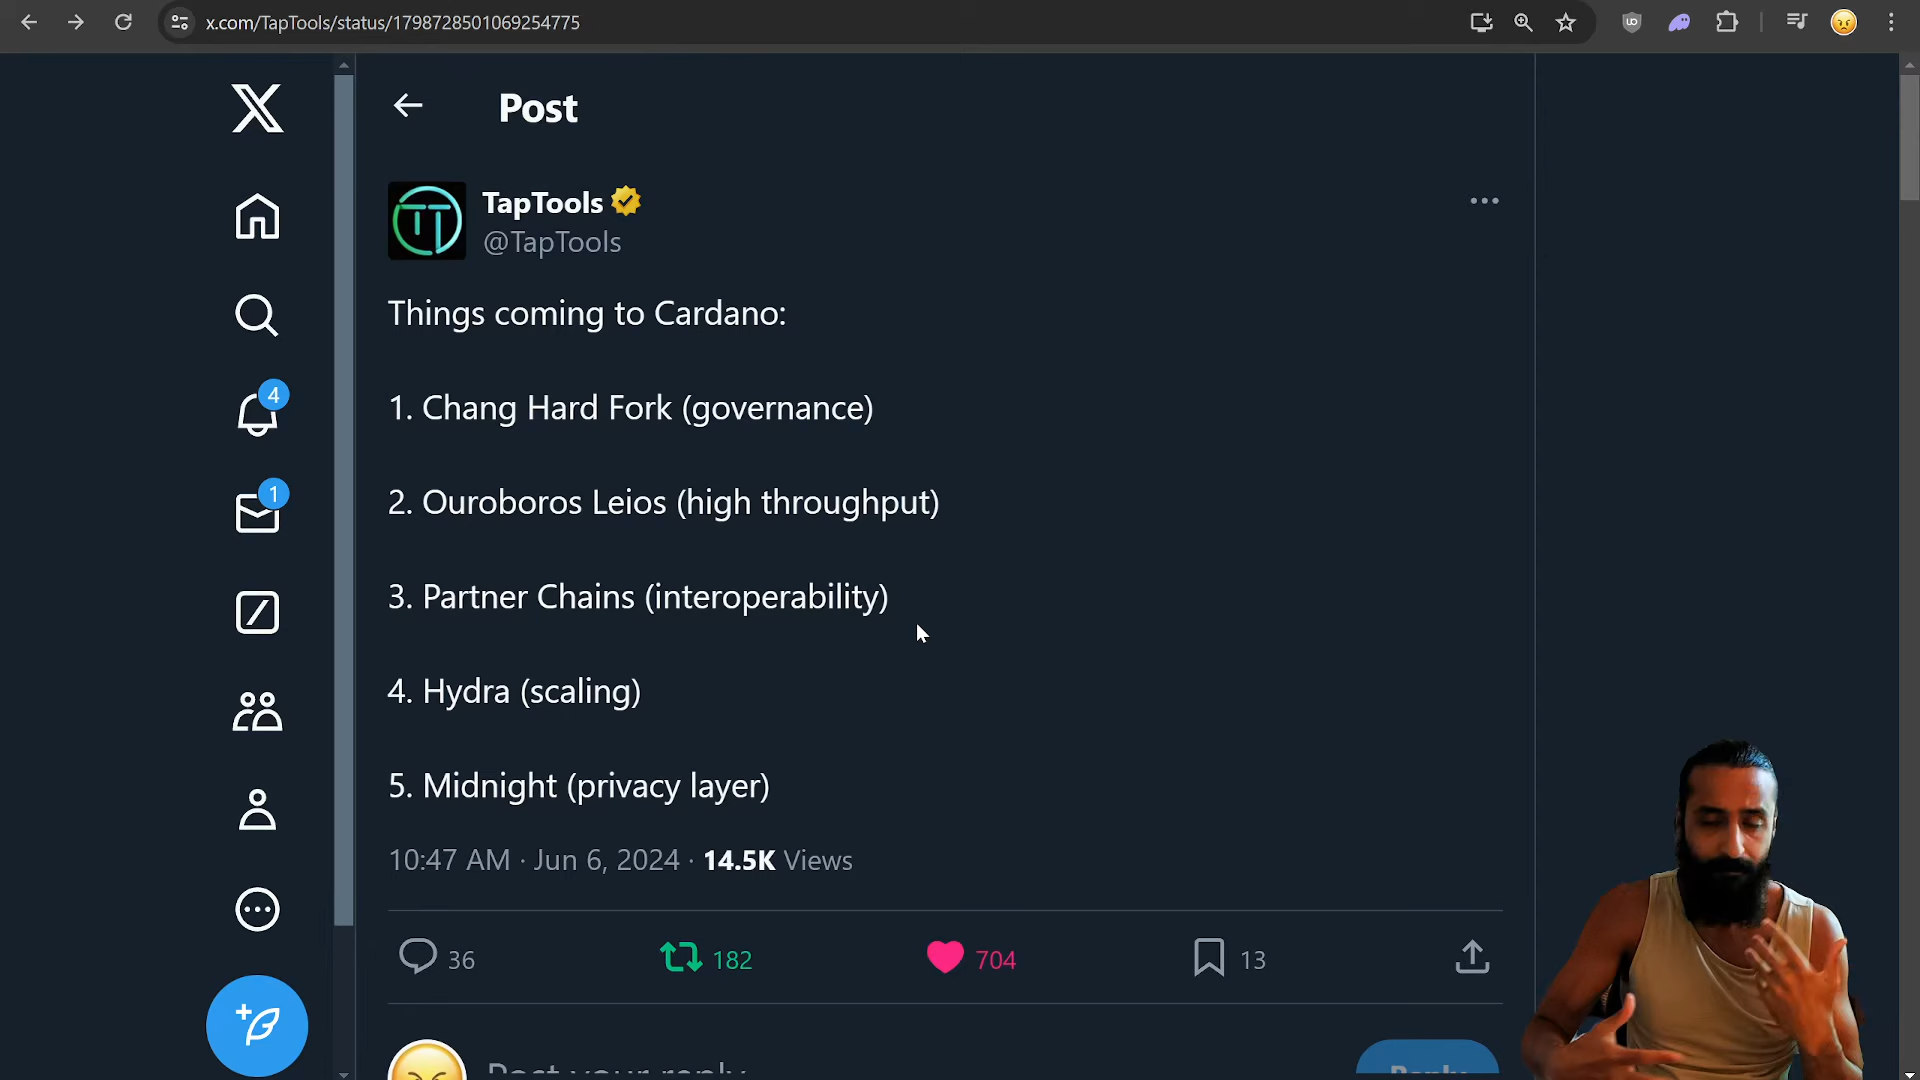 x.com/TapTools/status/1798728501069254775
Post
TapTools
@TapTools
Things coming to Cardano:
1. Chang Hard Fork (governance)
4
2. Ouroboros Leios (high throughput)
1
3. Partner Chains (interoperability)
4. Hydra (scaling)
5. Midnight (privacy layer)
10:47 AM · Jun 6, 2024 · 14.5K Views
36 182 704 13
Post your reply
Reply